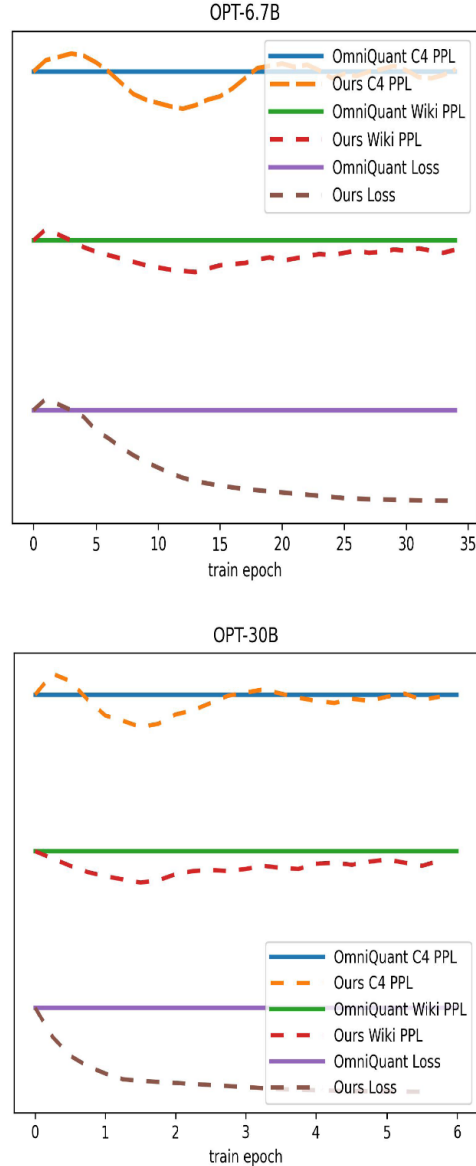 OPT-6.7B
OmniQuant C4 PPL
Ours C4 PPL
OmniQuant Wiki PPL
Ours Wiki PPL
OmniQuant Loss
Ours Loss
0 5 10 15 20 25 30 35
train epoch
OPT-30B
OmniQuant C4 PPL
Ours C4 PPL
OmniQuant Wiki PPL
Ours Wiki PPL
OmniQuant Loss
Ours Loss
0 1 2 3 4 5 6
train epoch